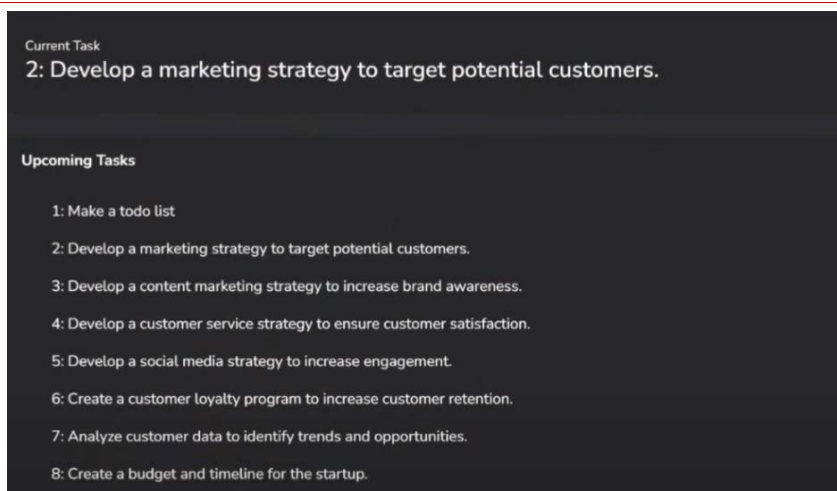 Current Task
2: Develop a marketing strategy to target potential customers.
Upcoming Tasks
1: Make a todo list
2: Develop a marketing strategy to target potential customers.
3: Develop a content marketing strategy to increase brand awareness.
4: Develop a customer service strategy to ensure customer satisfaction.
5: Develop a social media strategy to increase engagement.
6: Create a customer loyalty program to increase customer retention.
7: Analyze customer data to identify trends and opportunities.
8: Create a budget and timeline for the startup.